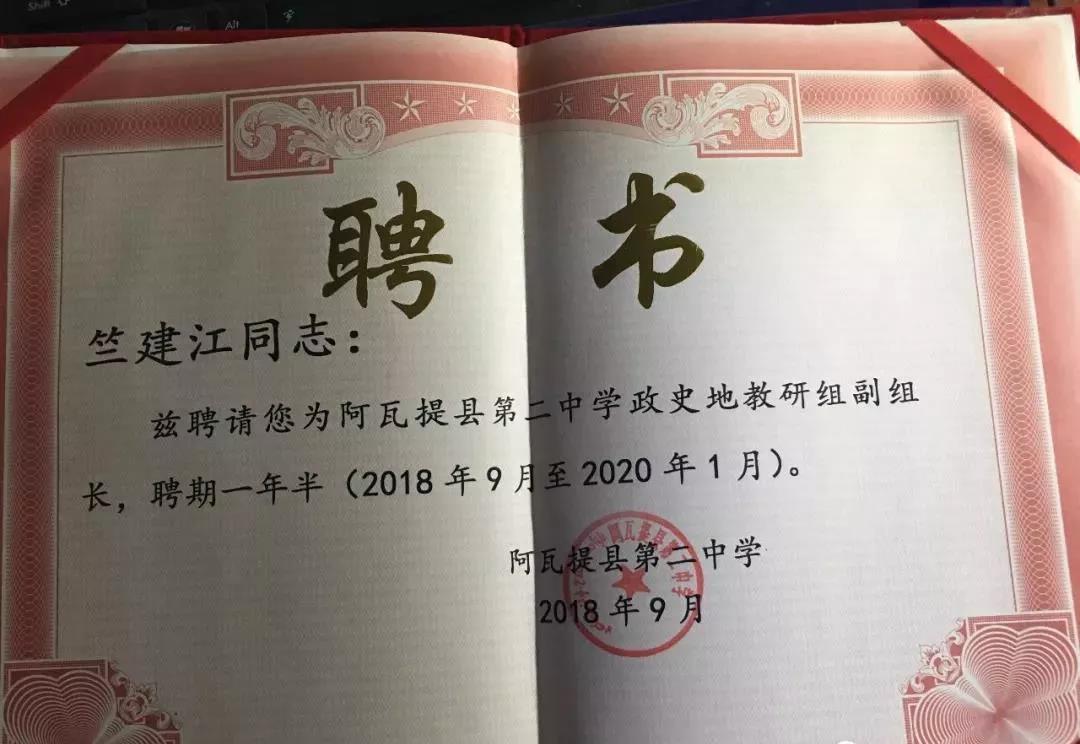 Shift
Alt
聘书
竺建江同志：
兹聘请您为阿瓦提县第二中学政史地教研组副组
长，聘期一年半（2018年9月至2020年1月）。
阿瓦提县第二中学
2018年9月